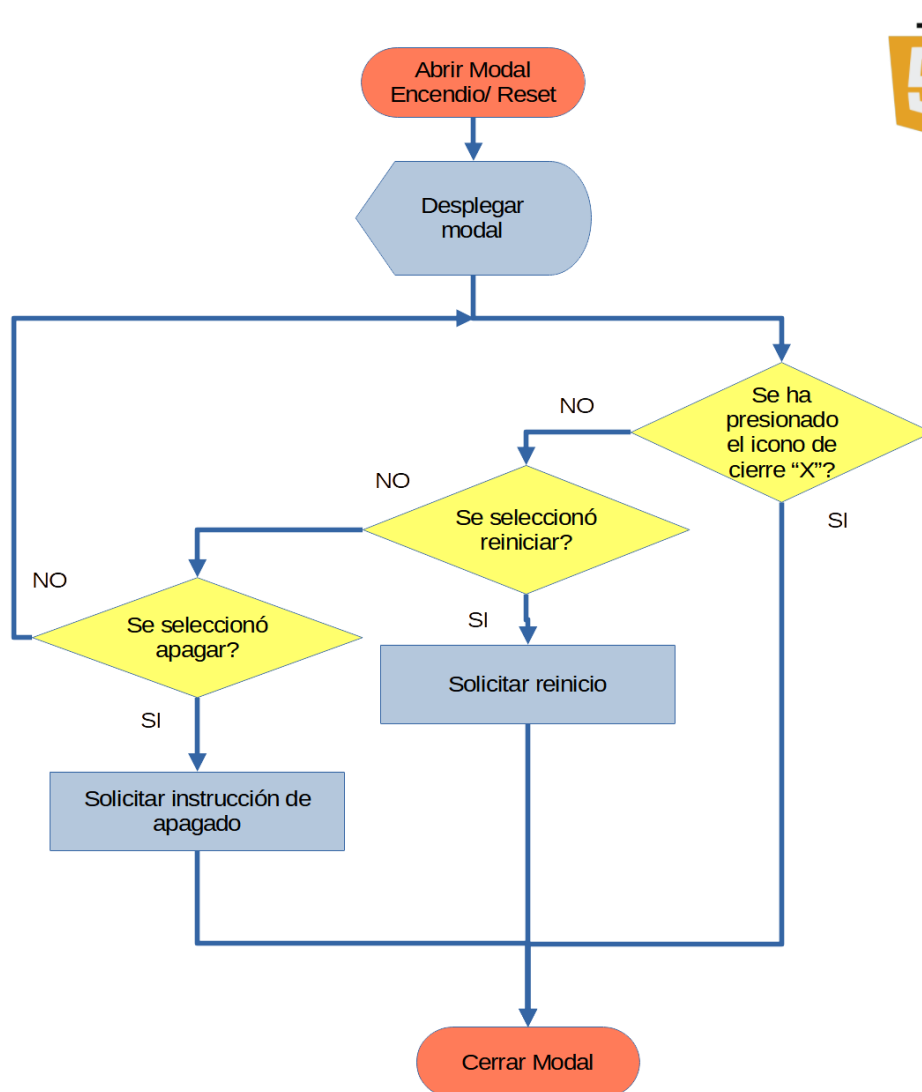 Abrir Modal
Encendio/ Reset
Desplegar
modal
Se ha
presionado
el icono de
cierre “X”?
NO
SI
Se seleccionó
reiniciar?
NO
SI
Solicitar reinicio
Se seleccionó
apagar?
NO
SI
Solicitar instrucción de
apagado
Cerrar Modal